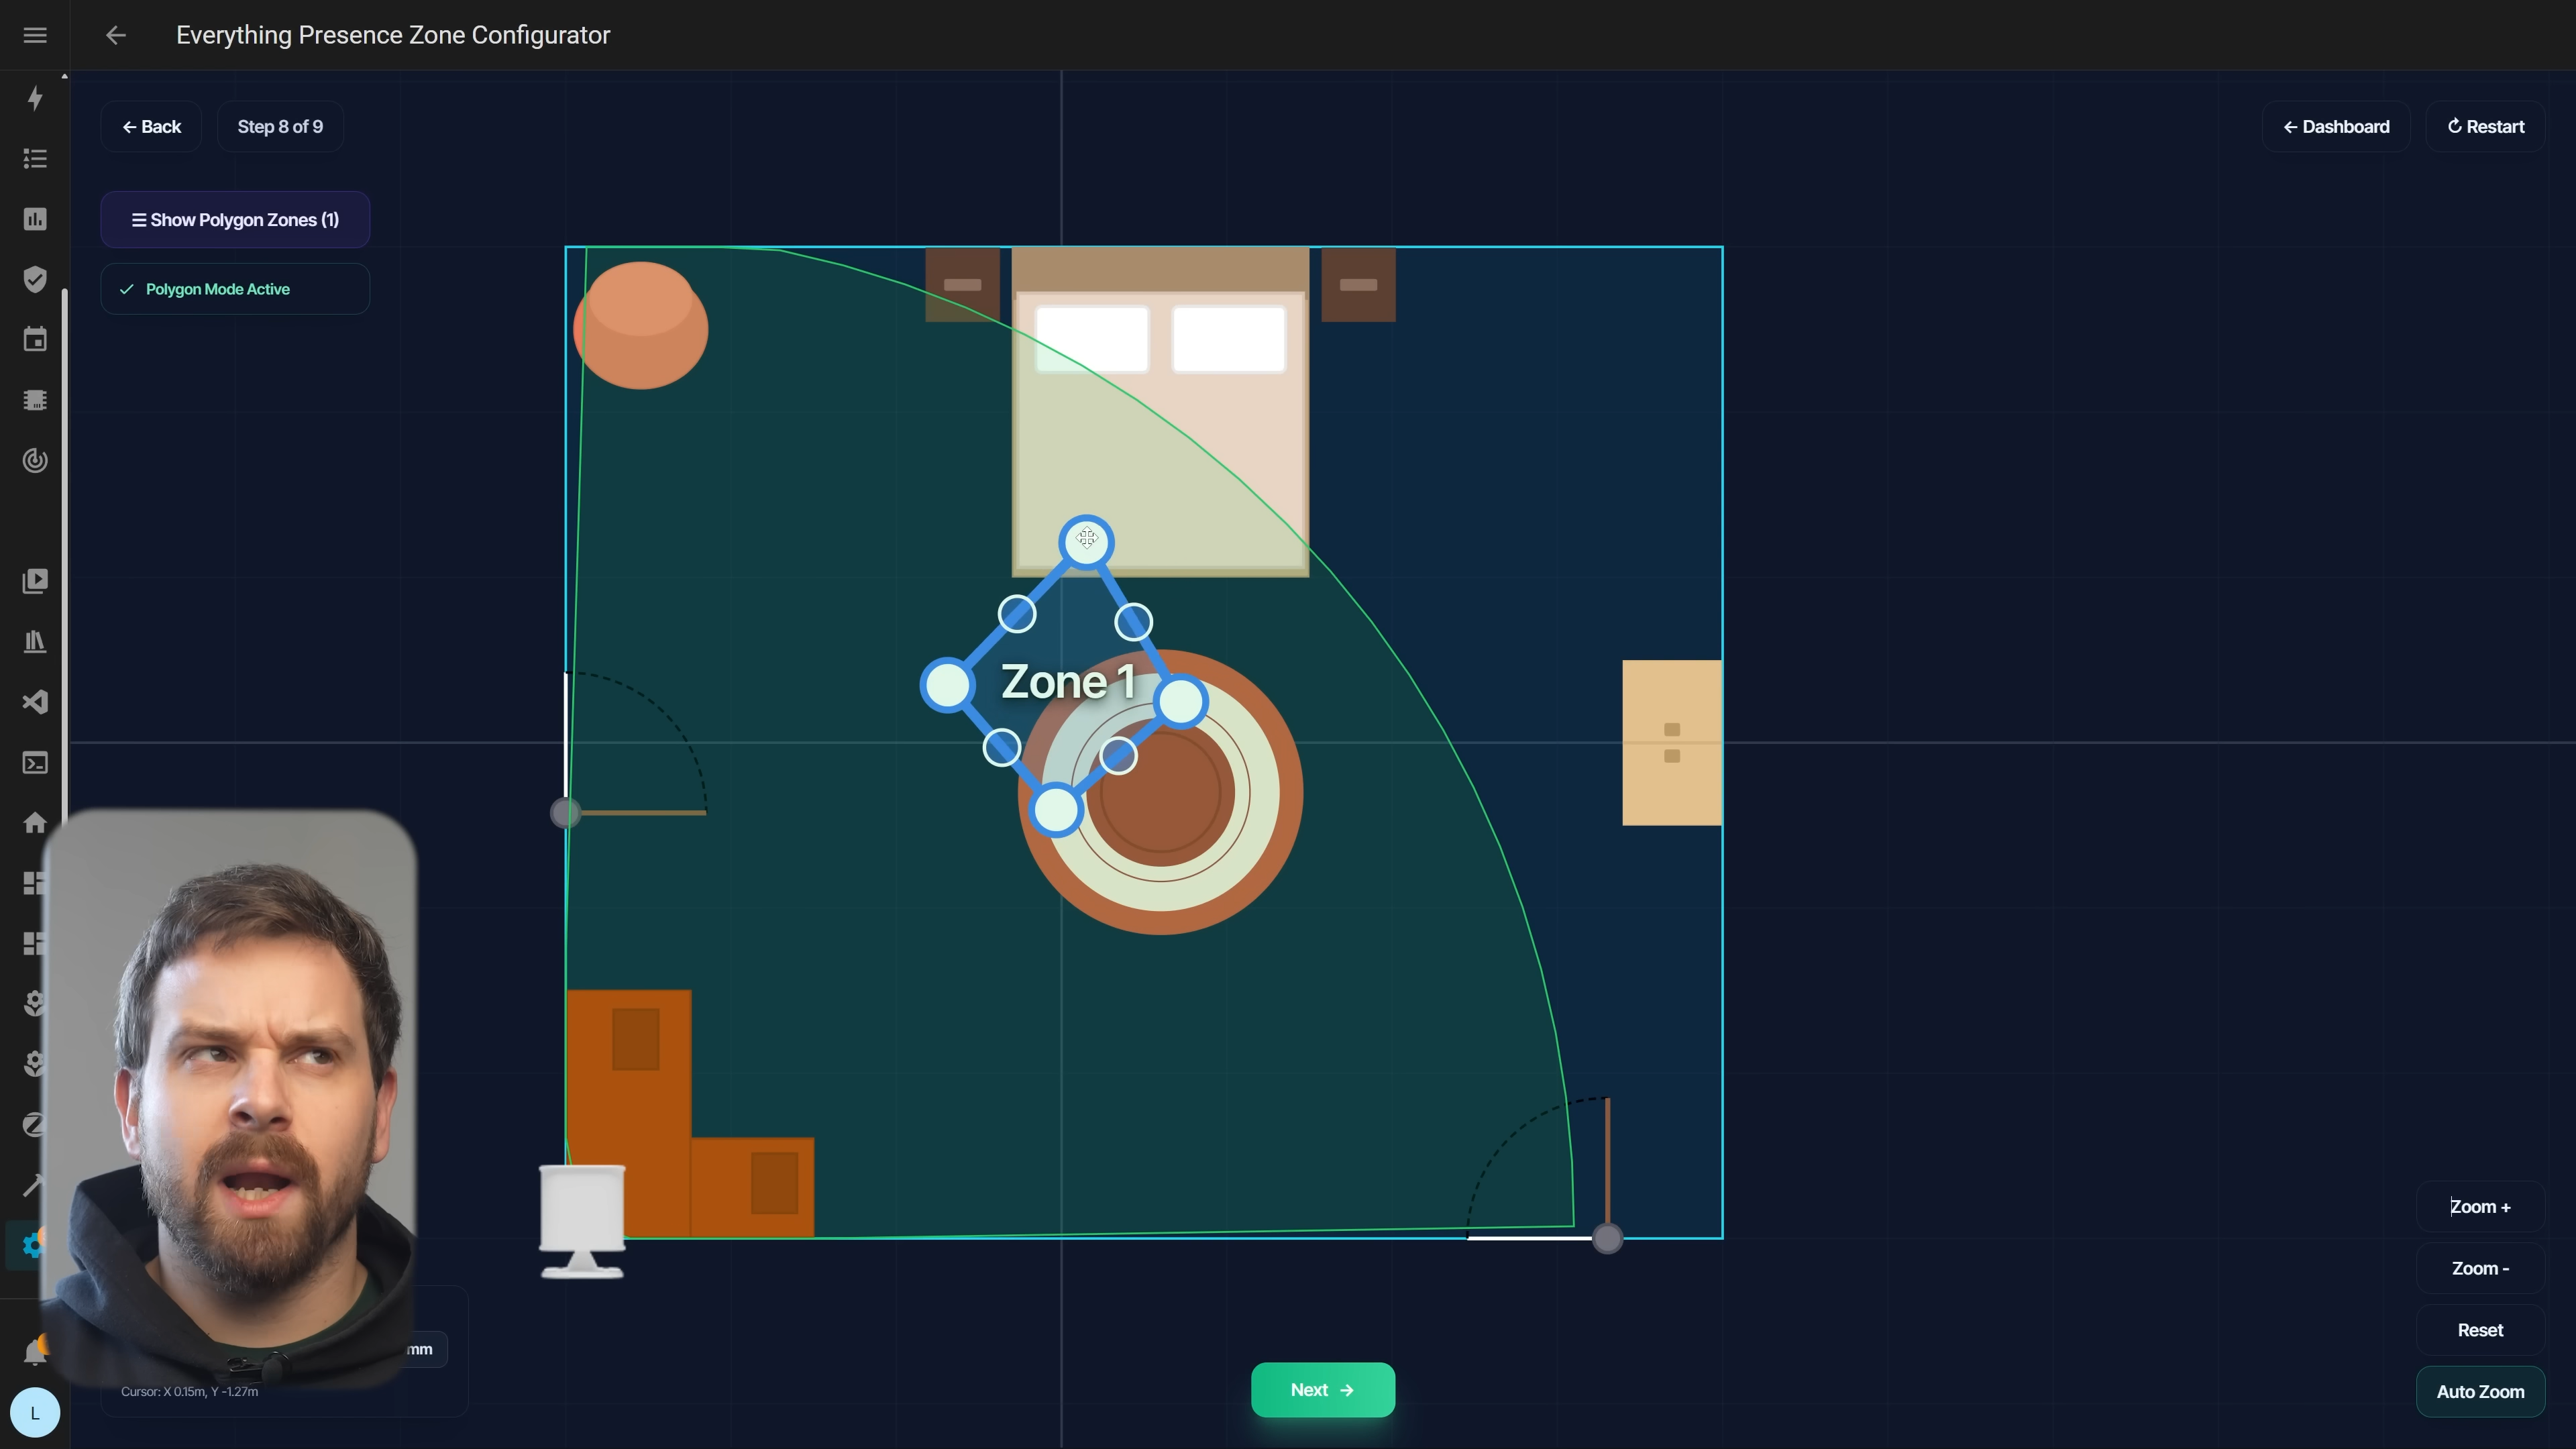 Everything Presence Zone Configurator
← Back
Step 8 of 9
← Dashboard
Restart
Show Polygon Zones (1)
Polygon Mode Active
Zone 1
Zoom +
Zoom -
Reset
Auto Zoom
mm
Cursor: X 0.15m, Y -1.27m
Next →
L